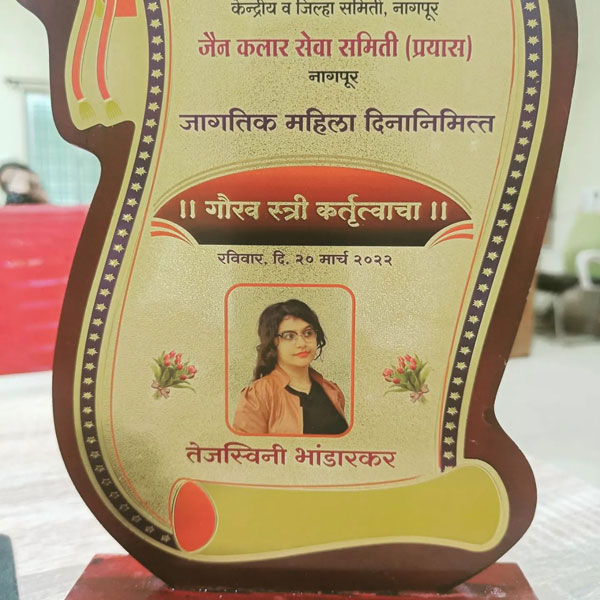 केन्द्रीय व जिल्हा समिती, नागपूर
जैन कलार सेवा समिती (प्रयास)
नागपूर
जागतिक महिला दिनानिमित्त
।। गौरव स्त्री कर्तृत्वाचा ।।
रविवार, दि. २० मार्च २०२२
तेजस्विनी भांडारकर